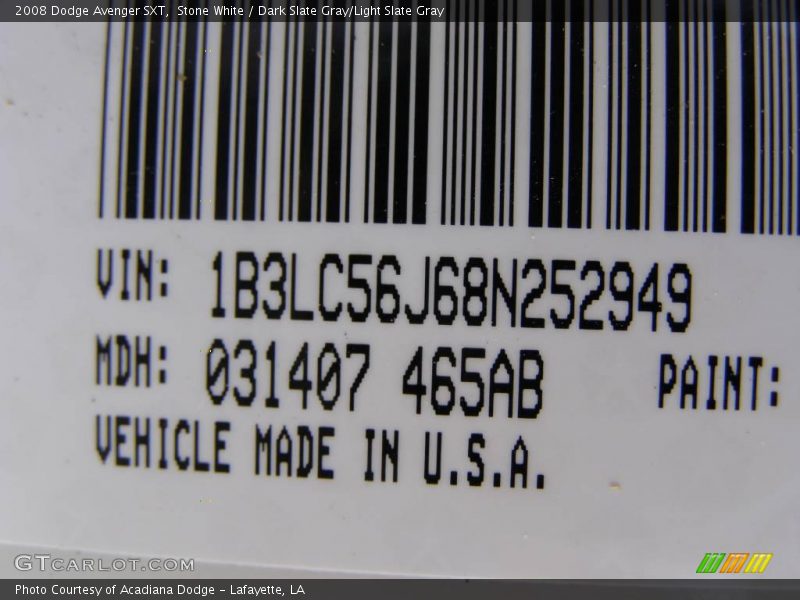 2008 Dodge Avenger SXT, Stone White / Dark Slate Gray/Light Slate Gray
VIN: 1B3LC56J68N252949
MDH: 031407 465AB PAINT:
VEHICLE MADE IN U.S.A.
GTCARLOT.COM
Photo Courtesy of Acadiana Dodge - Lafayette, LA